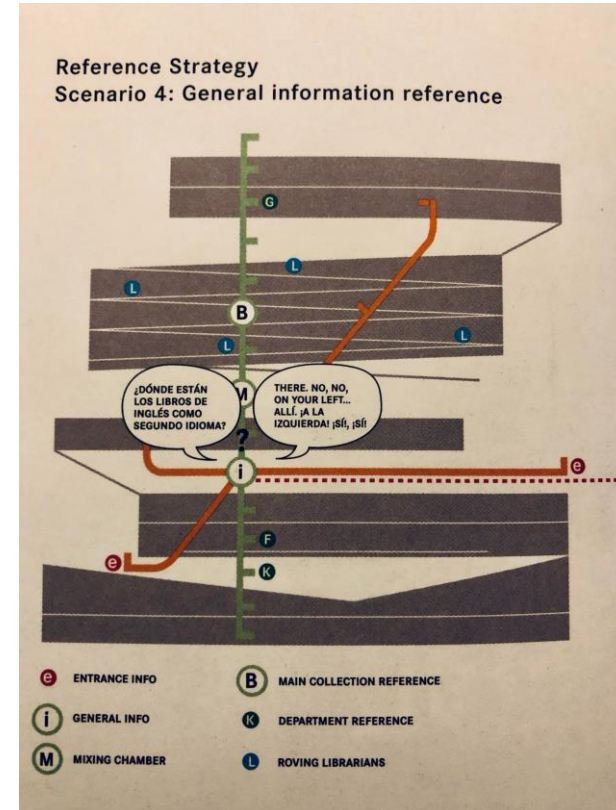 Reference Strategy
Scenario 4: General information reference
G
L
L
B
L
L
M
¿DÓNDE ESTÁN
LOS LIBROS DE
INGLÉS COMO
SEGUNDO IDIOMA?
THERE. NO, NO,
ON YOUR LEFT...
ALLÍ. ¡A LA
IZQUIERDA! ¡SÍ!, ¡SÍ!
?
i
e
F
e
K
e ENTRANCE INFO
B MAIN COLLECTION REFERENCE
i GENERAL INFO
K DEPARTMENT REFERENCE
M MIXING CHAMBER
L ROVING LIBRARIANS